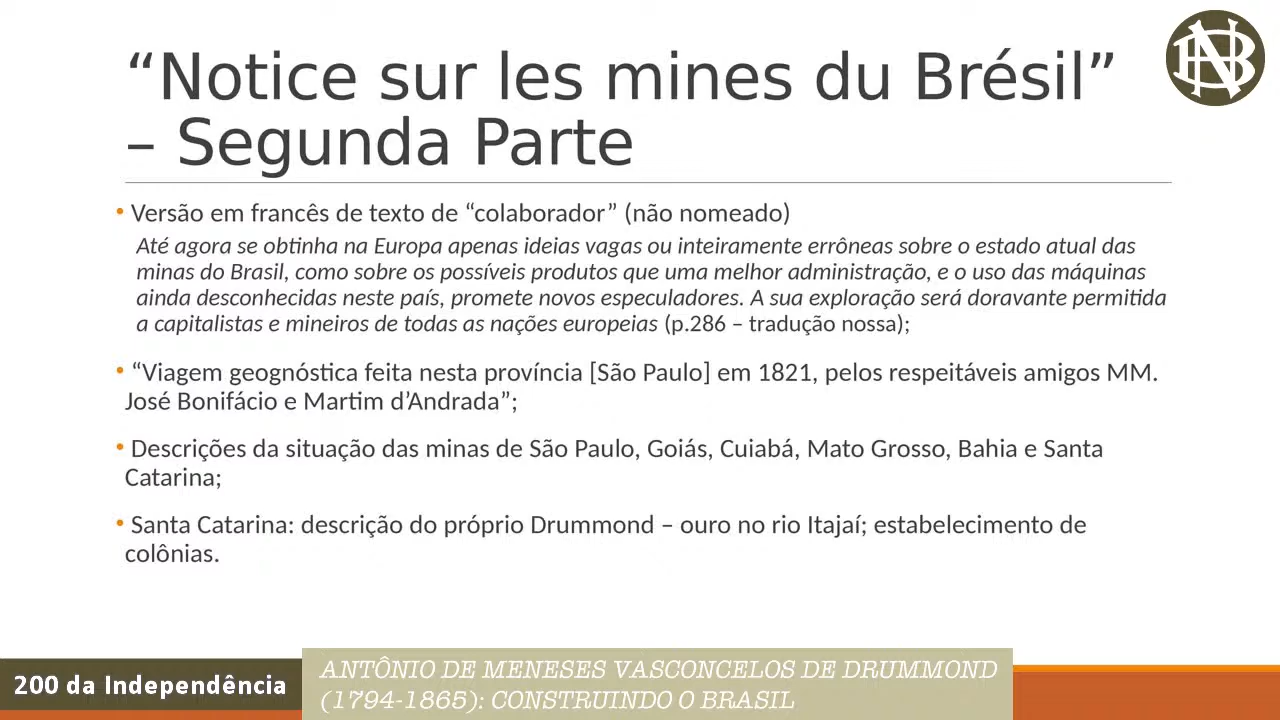 “Notice sur les mines du Brésil”
– Segunda Parte
• Versão em francês de texto de “colaborador” (não nomeado)
Até agora se obtinha na Europa apenas ideias vagas ou inteiramente errôneas sobre o estado atual das
minas do Brasil, como sobre os possíveis produtos que uma melhor administração, e o uso das máquinas
ainda desconhecidas neste país, promete novos especuladores. A sua exploração será doravante permitida
a capitalistas e mineiros de todas as nações europeias (p.286 – tradução nossa);
• “Viagem geognóstica feita nesta província [São Paulo] em 1821, pelos respeitáveis amigos MM.
José Bonifácio e Martim d’Andrada”;
• Descrições da situação das minas de São Paulo, Goiás, Cuiabá, Mato Grosso, Bahia e Santa
Catarina;
• Santa Catarina: descrição do próprio Drummond – ouro no rio Itajaí; estabelecimento de
colônias.
200 da Independência
ANTÔNIO DE MENESES VASCONCELOS DE DRUMMOND
(1794-1865): CONSTRUINDO O BRASIL